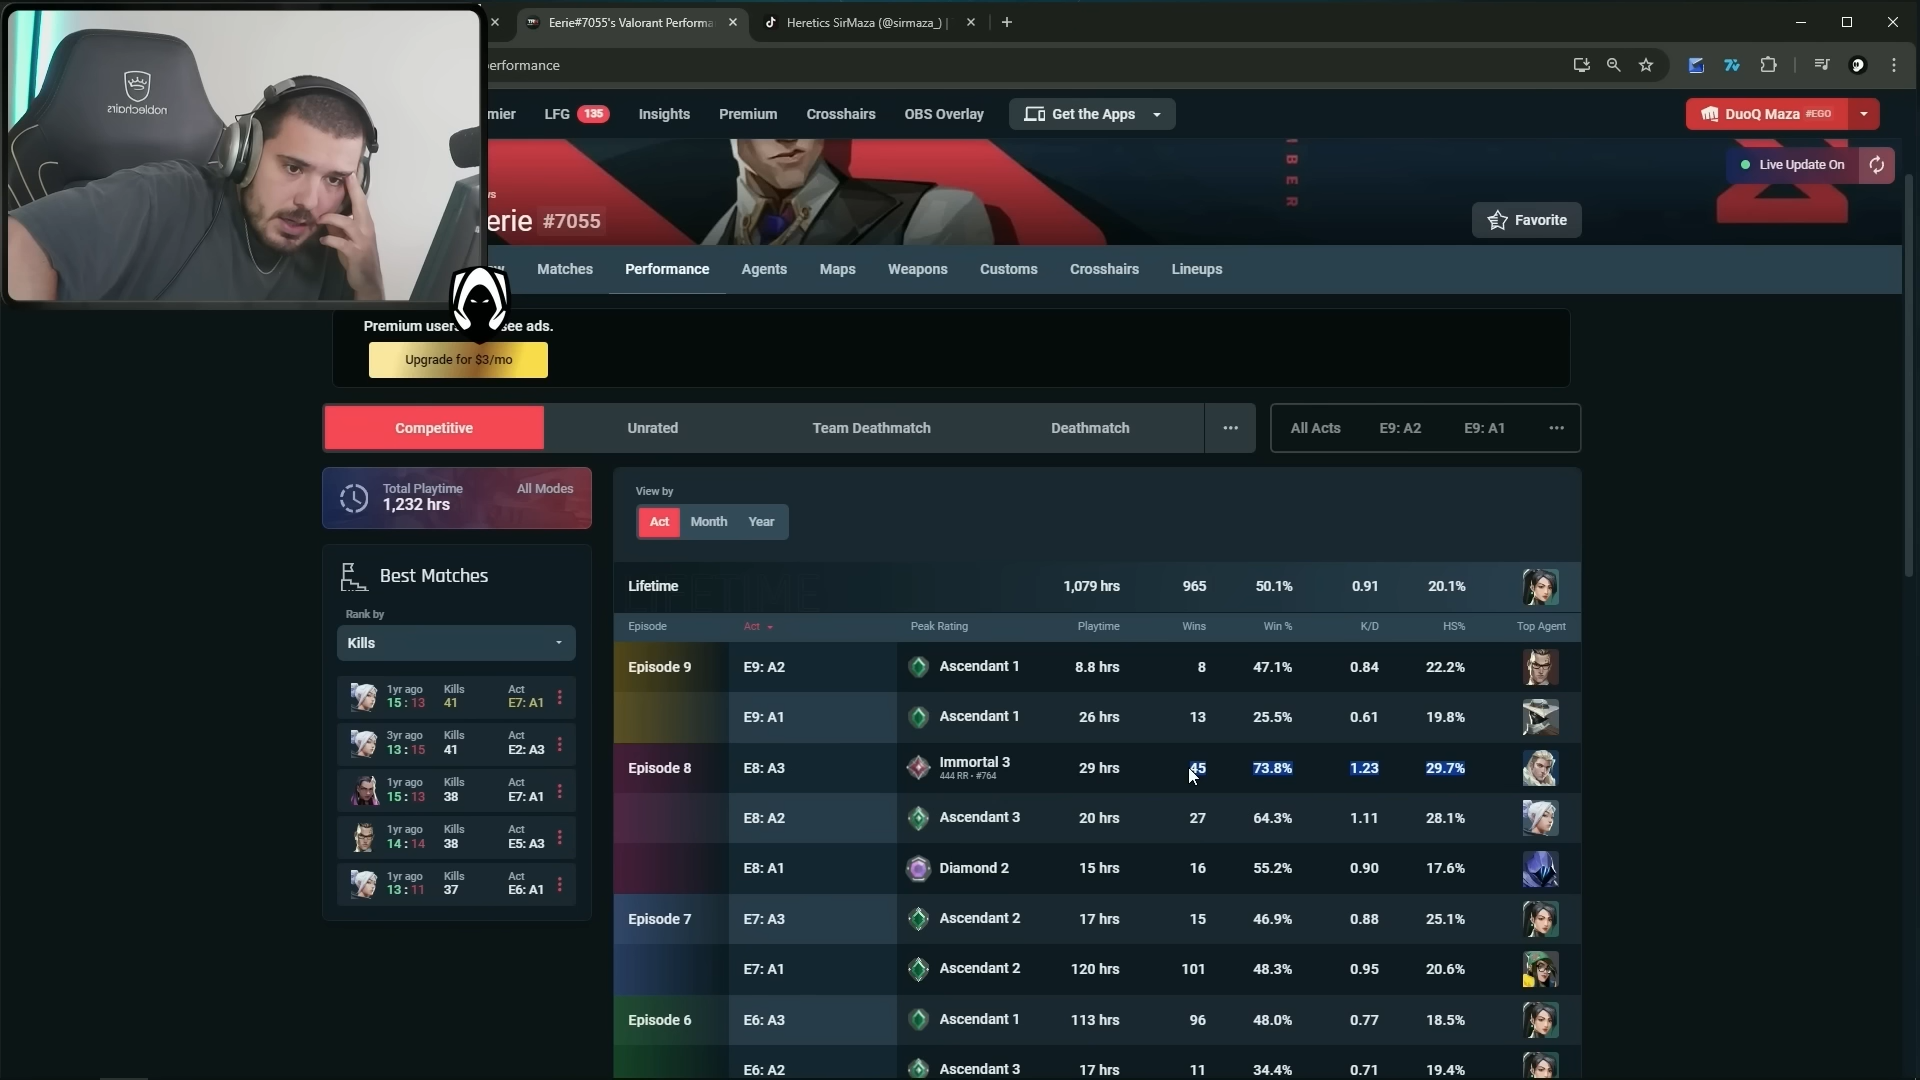 Eerie#7055's Valorant Performa
Heretics SirMaza (@sirmaza_) |
erformance
noblechairs
mier
LFG 135
Insights
Premium
Crosshairs
OBS Overlay
Get the Apps
DuoQ Maza #EGO
Live Update On
erie #7055
Favorite
Matches
Performance
Agents
Maps
Weapons
Customs
Crosshairs
Lineups
Premium user see ads.
Upgrade for $3/mo
Competitive
Unrated
Team Deathmatch
Deathmatch
All Acts
E9: A2
E9: A1
Total Playtime
All Modes
1,232 hrs
Best Matches
Rank by
Kills
1yr ago Kills Act
15 : 13 41 E7: A1
3yr ago Kills Act
13 : 15 41 E2: A3
1yr ago Kills Act
15 : 13 38 E7: A1
1yr ago Kills Act
14 : 14 38 E5: A3
1yr ago Kills Act
13 : 11 37 E6: A1
View by
Act Month Year
Lifetime 1,079 hrs 965 50.1% 0.91 20.1%
Episode Act Peak Rating Playtime Wins Win % K/D HS% Top Agent
Episode 9 E9: A2 Ascendant 1 8.8 hrs 8 47.1% 0.84 22.2%
E9: A1 Ascendant 1 26 hrs 13 25.5% 0.61 19.8%
Episode 8 E8: A3 Immortal 3 29 hrs 45 73.8% 1.23 29.7%
444 RR • #764
E8: A2 Ascendant 3 20 hrs 27 64.3% 1.11 28.1%
E8: A1 Diamond 2 15 hrs 16 55.2% 0.90 17.6%
Episode 7 E7: A3 Ascendant 2 17 hrs 15 46.9% 0.88 25.1%
E7: A1 Ascendant 2 120 hrs 101 48.3% 0.95 20.6%
Episode 6 E6: A3 Ascendant 1 113 hrs 96 48.0% 0.77 18.5%
E6: A2 Ascendant 3 17 hrs 11 34.4% 0.71 19.4%